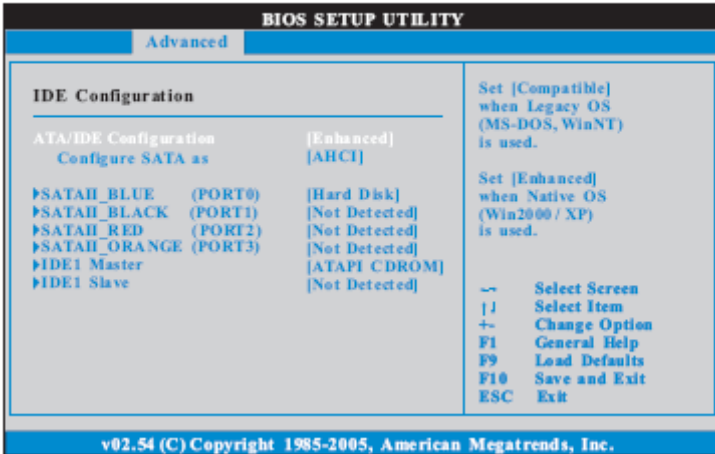 BIOS SETUP UTILITY
Advanced
IDE Configuration
ATA/IDE Configuration [Enhanced]
Configure SATA as [AHCI]
SATAII_BLUE (PORT0) [Hard Disk]
SATAII_BLACK (PORT1) [Not Detected]
SATAII_RED (PORT2) [Not Detected]
SATAII_ORANGE (PORT3) [Not Detected]
IDE1 Master [ATAPI CDROM]
IDE1 Slave [Not Detected]
Set [Compatible]
when Legacy OS
(MS-DOS, WinNT)
is used.
Set [Enhanced]
when Native OS
(Win2000 / XP)
is used.
Select Screen
↑↓ Select Item
+- Change Option
F1 General Help
F9 Load Defaults
F10 Save and Exit
ESC Exit
v02.54 (C) Copyright 1985-2005, American Megatrends, Inc.